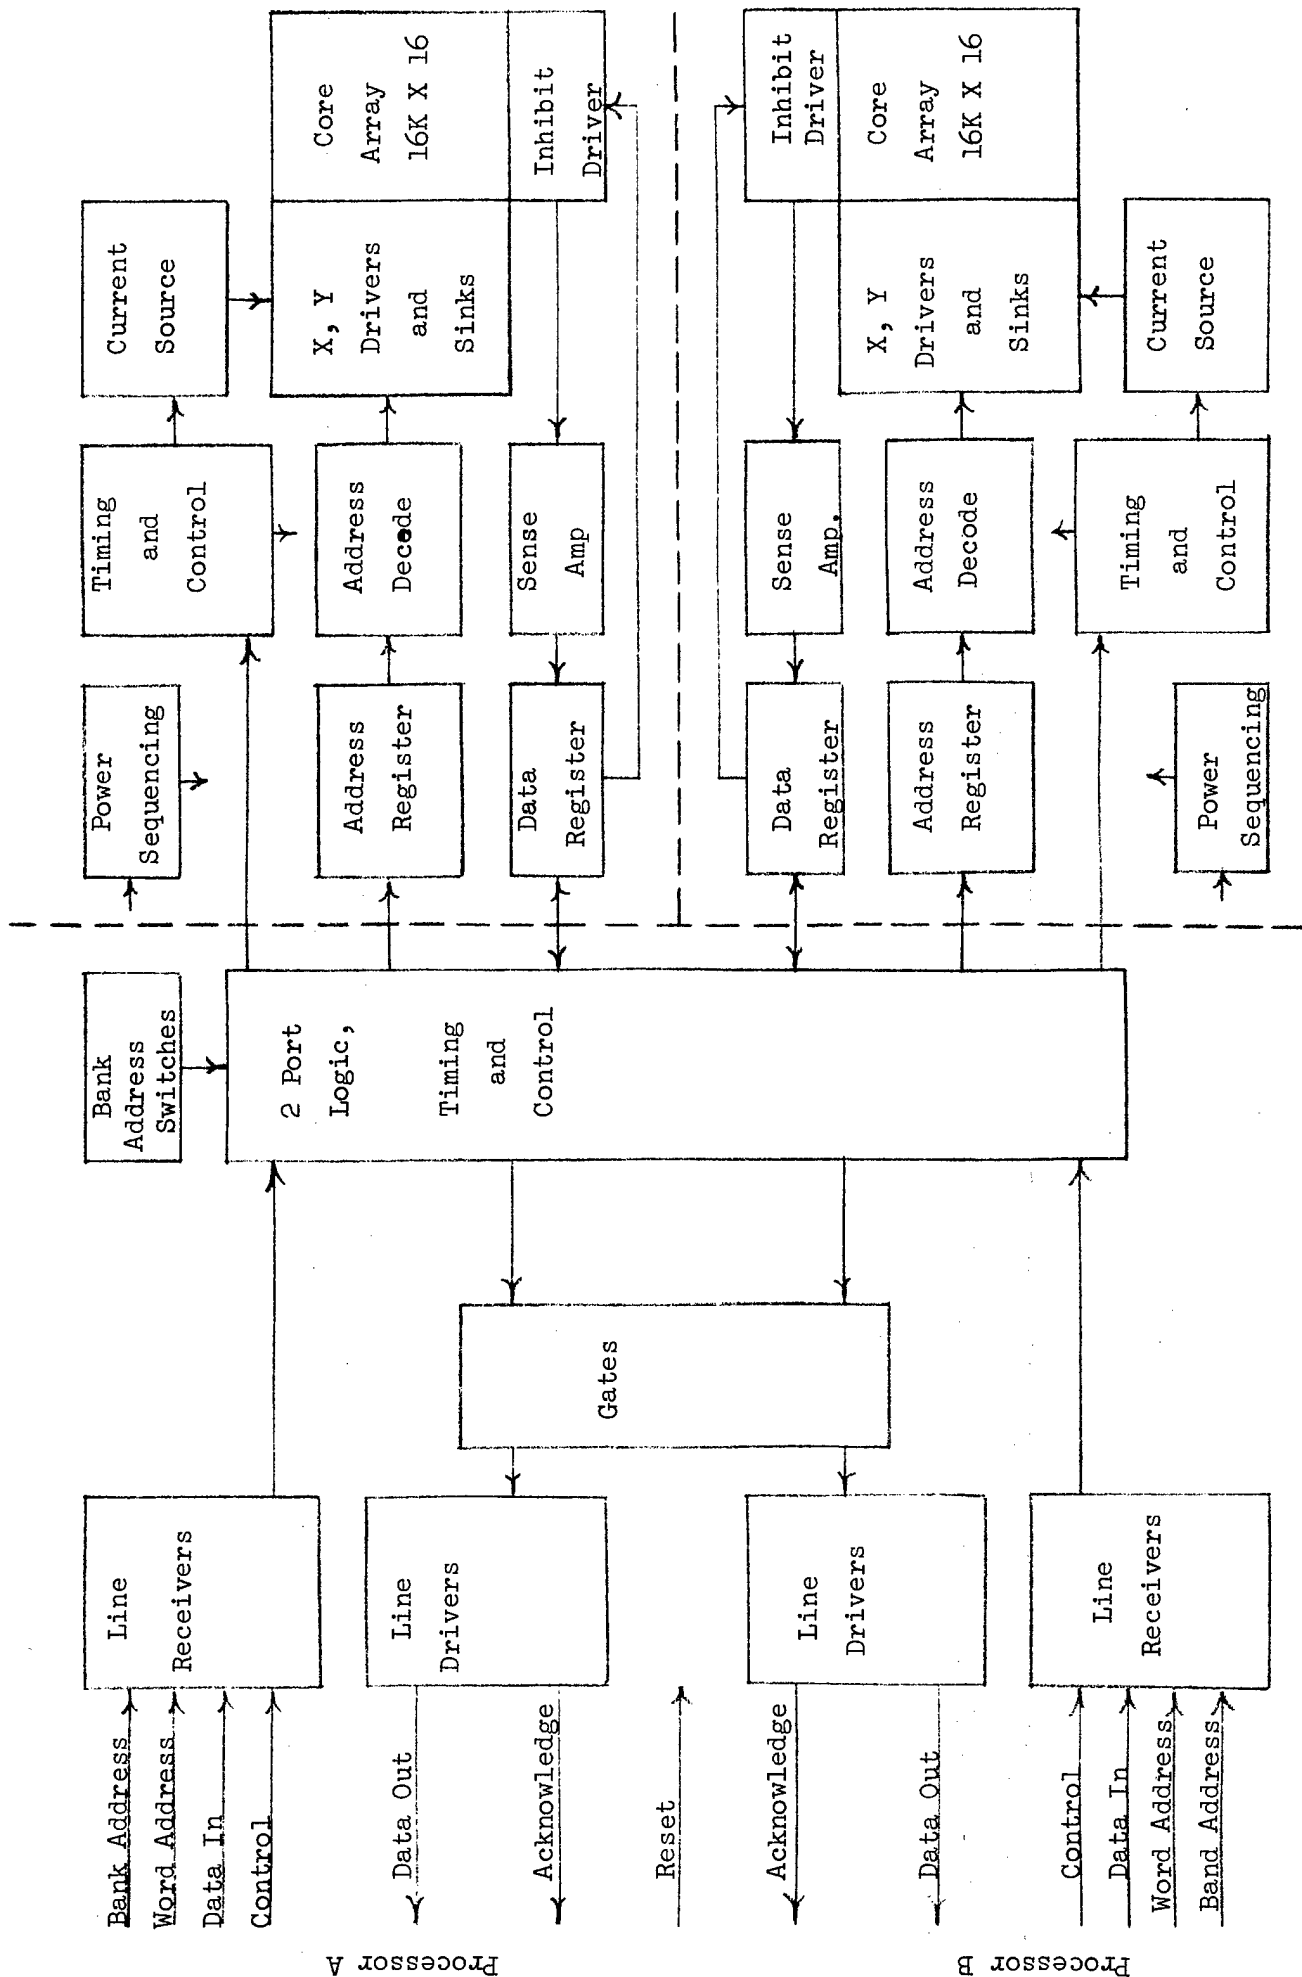 Processor A
Bank Address
Word Address
Data In
Control
Line
Receivers
Data Out
Acknowledge
Line
Drivers
Reset
Processor B
Acknowledge
Data Out
Line
Drivers
Control
Data In
Word Address
Band Address
Line
Receivers
Gates
Bank
Address
Switches
2 Port
Logic,
Timing
and
Control
Power
Sequencing
Timing
and
Control
Current
Source
Address
Register
Address
Decode
X, Y
Drivers
and
Sinks
Core
Array
16K X 16
Data
Register
Sense
Amp
Inhibit
Driver
Data
Register
Sense
Amp.
Inhibit
Driver
Address
Register
Address
Decode
X, Y
Drivers
and
Sinks
Core
Array
16K X 16
Power
Sequencing
Timing
and
Control
Current
Source